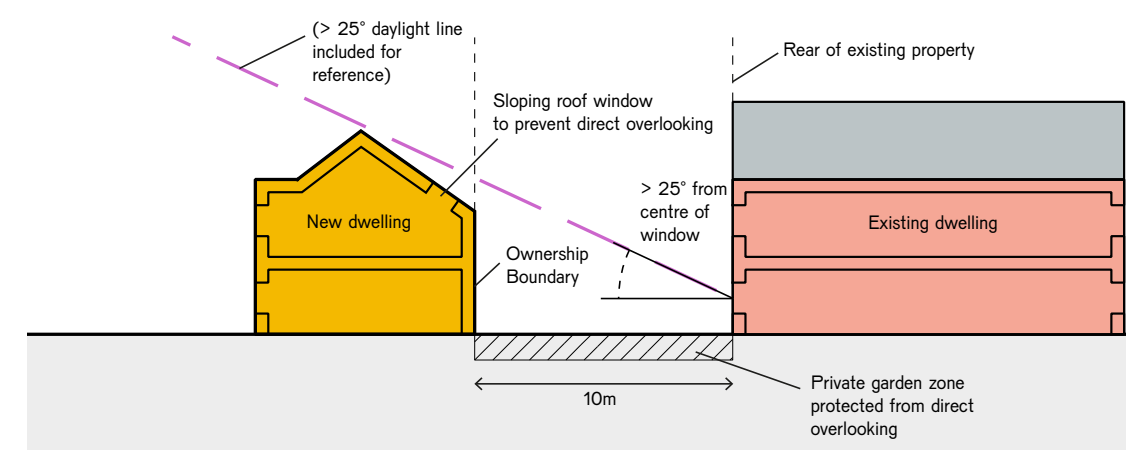 (> 25° daylight line
included for
reference)
Rear of existing property
Sloping roof window
to prevent direct overlooking
> 25° from
centre of
window
New dwelling
Existing dwelling
Ownership
Boundary
10m
Private garden zone
protected from direct
overlooking